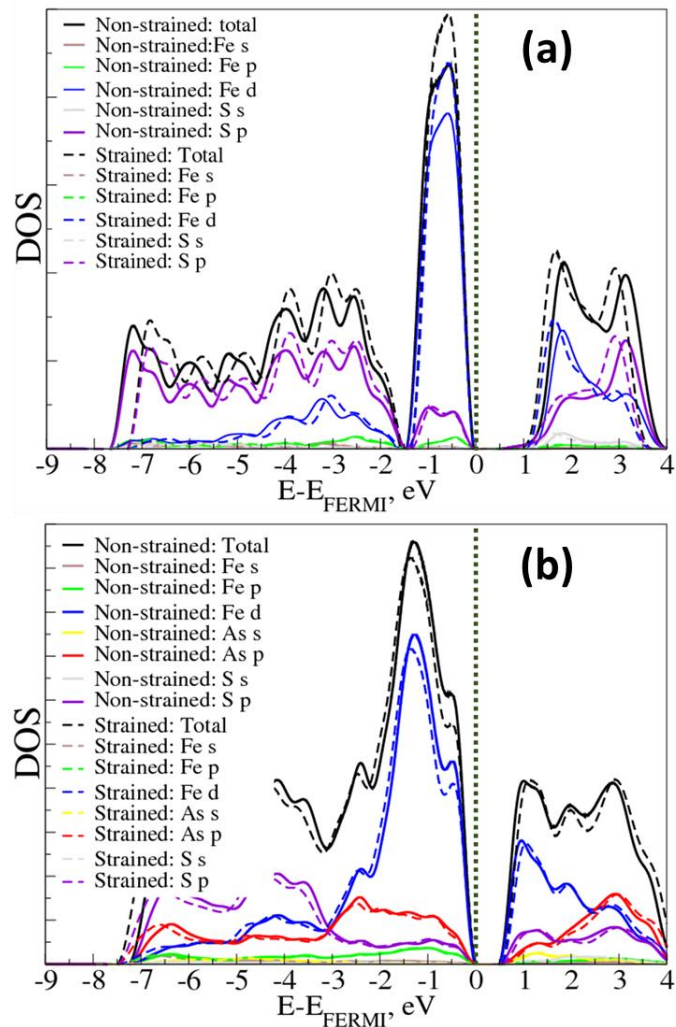 (a)
Non-strained: total
Non-strained:Fe s
Non-strained: Fe p
Non-strained: Fe d
Non-strained: S s
Non-strained: S p
Strained: Total
Strained: Fe s
Strained: Fe p
Strained: Fe d
Strained: S s
Strained: S p
DOS
-9 -8 -7 -6 -5 -4 -3 -2 -1 0 1 2 3 4
E-E_FERMI, eV
(b)
Non-strained: Total
Non-strained: Fe s
Non-strained: Fe p
Non-strained: Fe d
Non-strained: As s
Non-strained: As p
Non-strained: S s
Non-strained: S p
Strained: Total
Strained: Fe s
Strained: Fe p
Strained: Fe d
Strained: As s
Strained: As p
Strained: S s
Strained: S p
DOS
-9 -8 -7 -6 -5 -4 -3 -2 -1 0 1 2 3 4
E-E_FERMI, eV